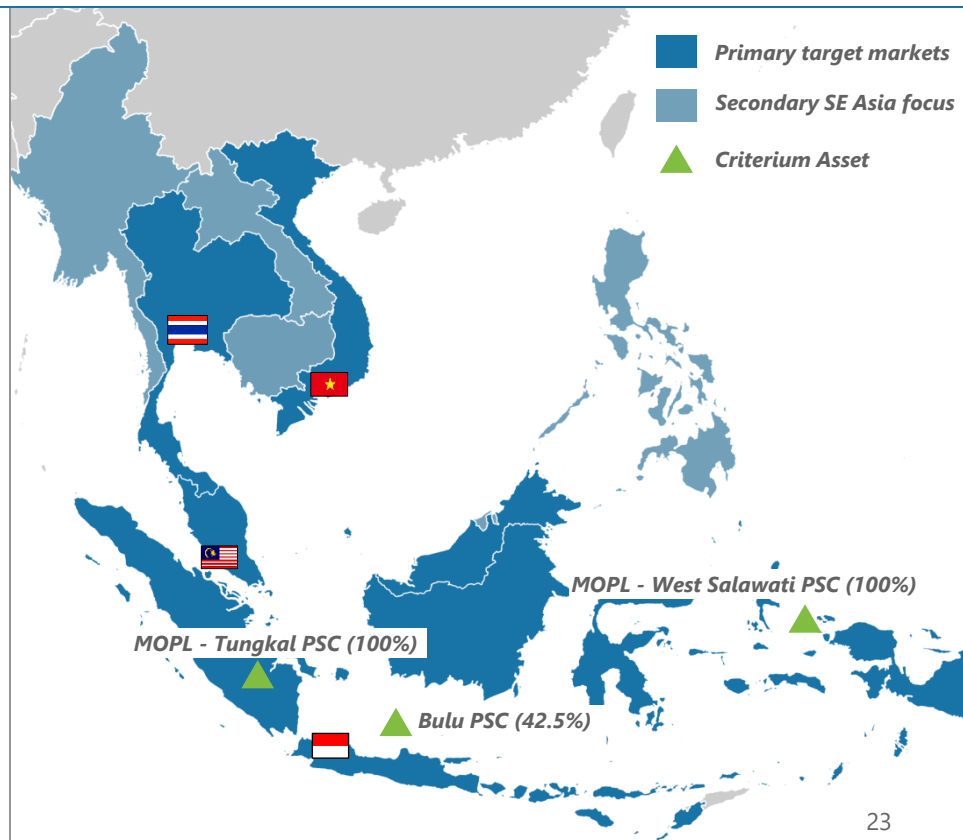 Primary target markets
Secondary SE Asia focus
Criterium Asset
MOPL - West Salawati PSC (100%)
MOPL - Tungkal PSC (100%)
Bulu PSC (42.5%)
23